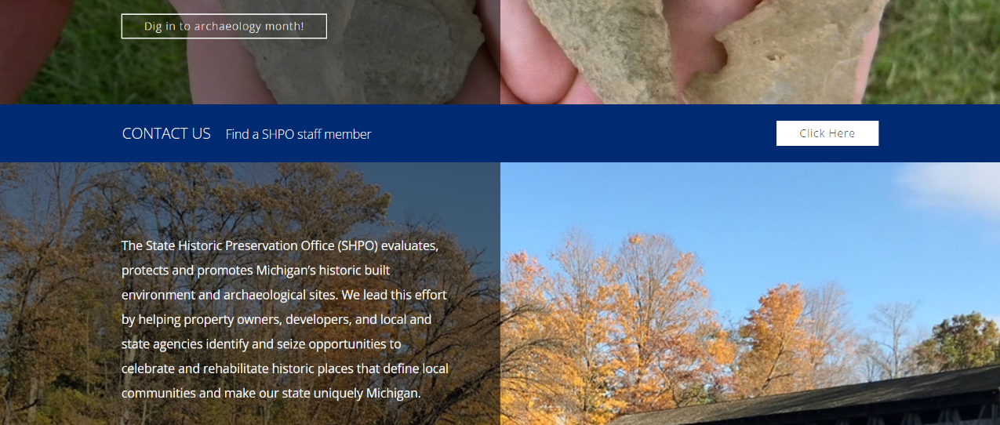 Dig in to archaeology month!
CONTACT US Find a SHPO staff member
Click Here
The State Historic Preservation Office (SHPO) evaluates,
protects and promotes Michigan’s historic built
environment and archaeological sites. We lead this effort
by helping property owners, developers, and local and
state agencies identify and seize opportunities to
celebrate and rehabilitate historic places that define local
communities and make our state uniquely Michigan.